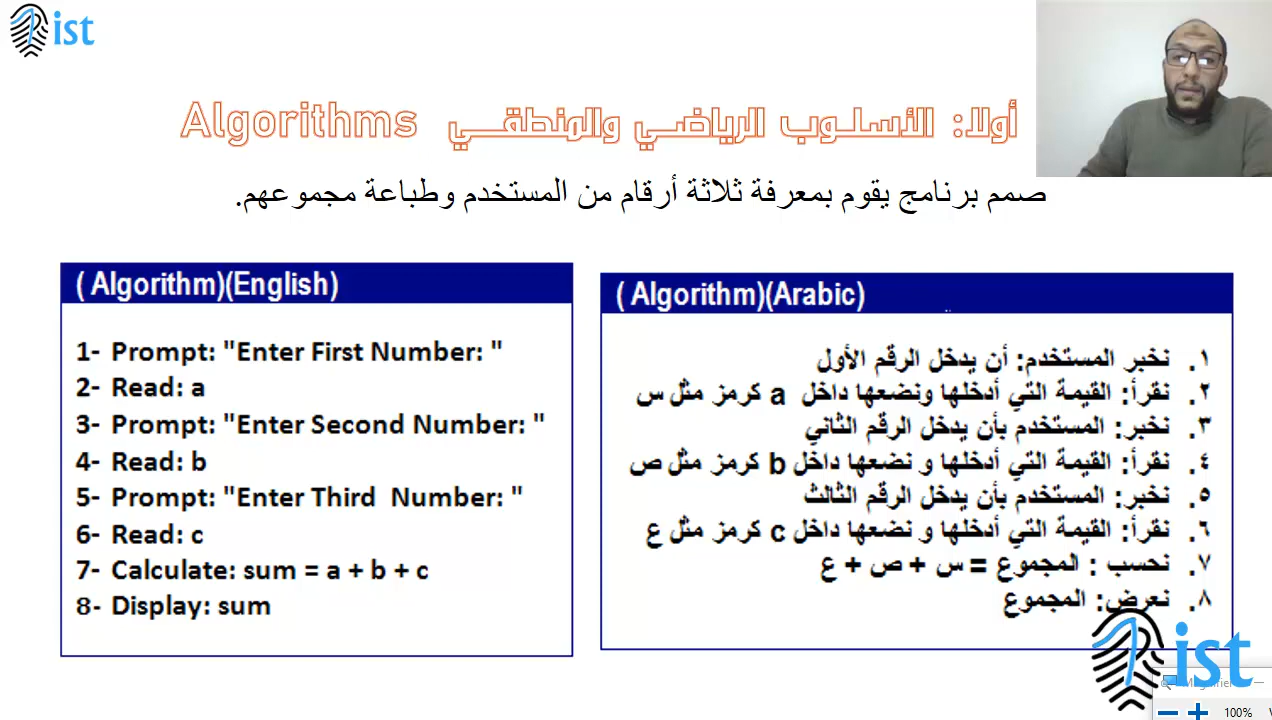 1st
أولا: الأسلوب الرياضي والمنطقي Algorithms
صمم برنامج يقوم بمعرفة ثلاثة أرقام من المستخدم وطباعة مجموعهم.
( Algorithm)(English)
1- Prompt: "Enter First Number: "
2- Read: a
3- Prompt: "Enter Second Number: "
4- Read: b
5- Prompt: "Enter Third  Number: "
6- Read: c
7- Calculate: sum = a + b + c
8- Display: sum
( Algorithm)(Arabic)
١. نخبر المستخدم: أن يدخل الرقم الأول
٢. نقرأ: القيمة التي أدخلها ونضعها داخل a كرمز مثل س
٣. نخبر: المستخدم بأن يدخل الرقم الثاني
٤. نقرأ: القيمة التي أدخلها و نضعها داخل b كرمز مثل ص
٥. نخبر: المستخدم بأن يدخل الرقم الثالث
٦. نقرأ: القيمة التي أدخلها و نضعها داخل c كرمز مثل ع
٧. نحسب : المجموع = س + ص + ع
٨. نعرض: المجموع
1st
100%